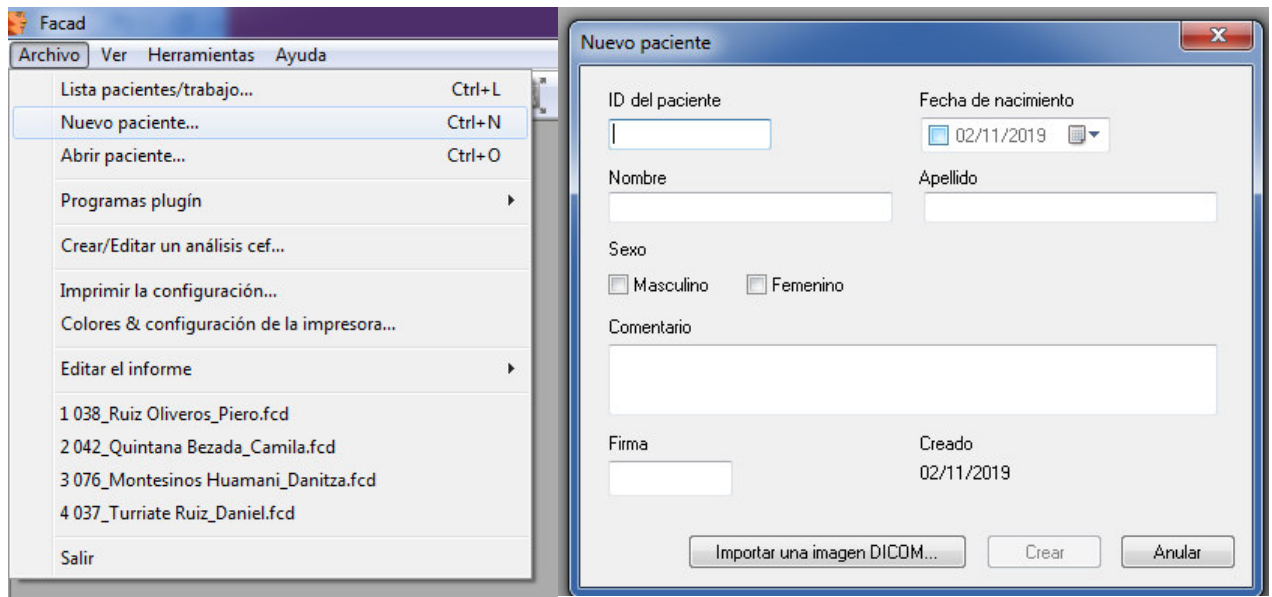 Facad
Archivo Ver Herramientas Ayuda
Lista pacientes/trabajo... Ctrl+L
Nuevo paciente... Ctrl+N
Abrir paciente... Ctrl+O
Programas plugín
Crear/Editar un análisis cef...
Imprimir la configuración...
Colores & configuración de la impresora...
Editar el informe
1 038_Ruiz Oliveros_Piero.fcd
2 042_Quintana Bezada_Camila.fcd
3 076_Montesinos Huamani_Danitza.fcd
4 037_Turriate Ruiz_Daniel.fcd
Salir
Nuevo paciente
ID del paciente Fecha de nacimiento
02/11/2019
Nombre Apellido
Sexo
Masculino Femenino
Comentario
Firma Creado
02/11/2019
Importar una imagen DICOM... Crear Anular